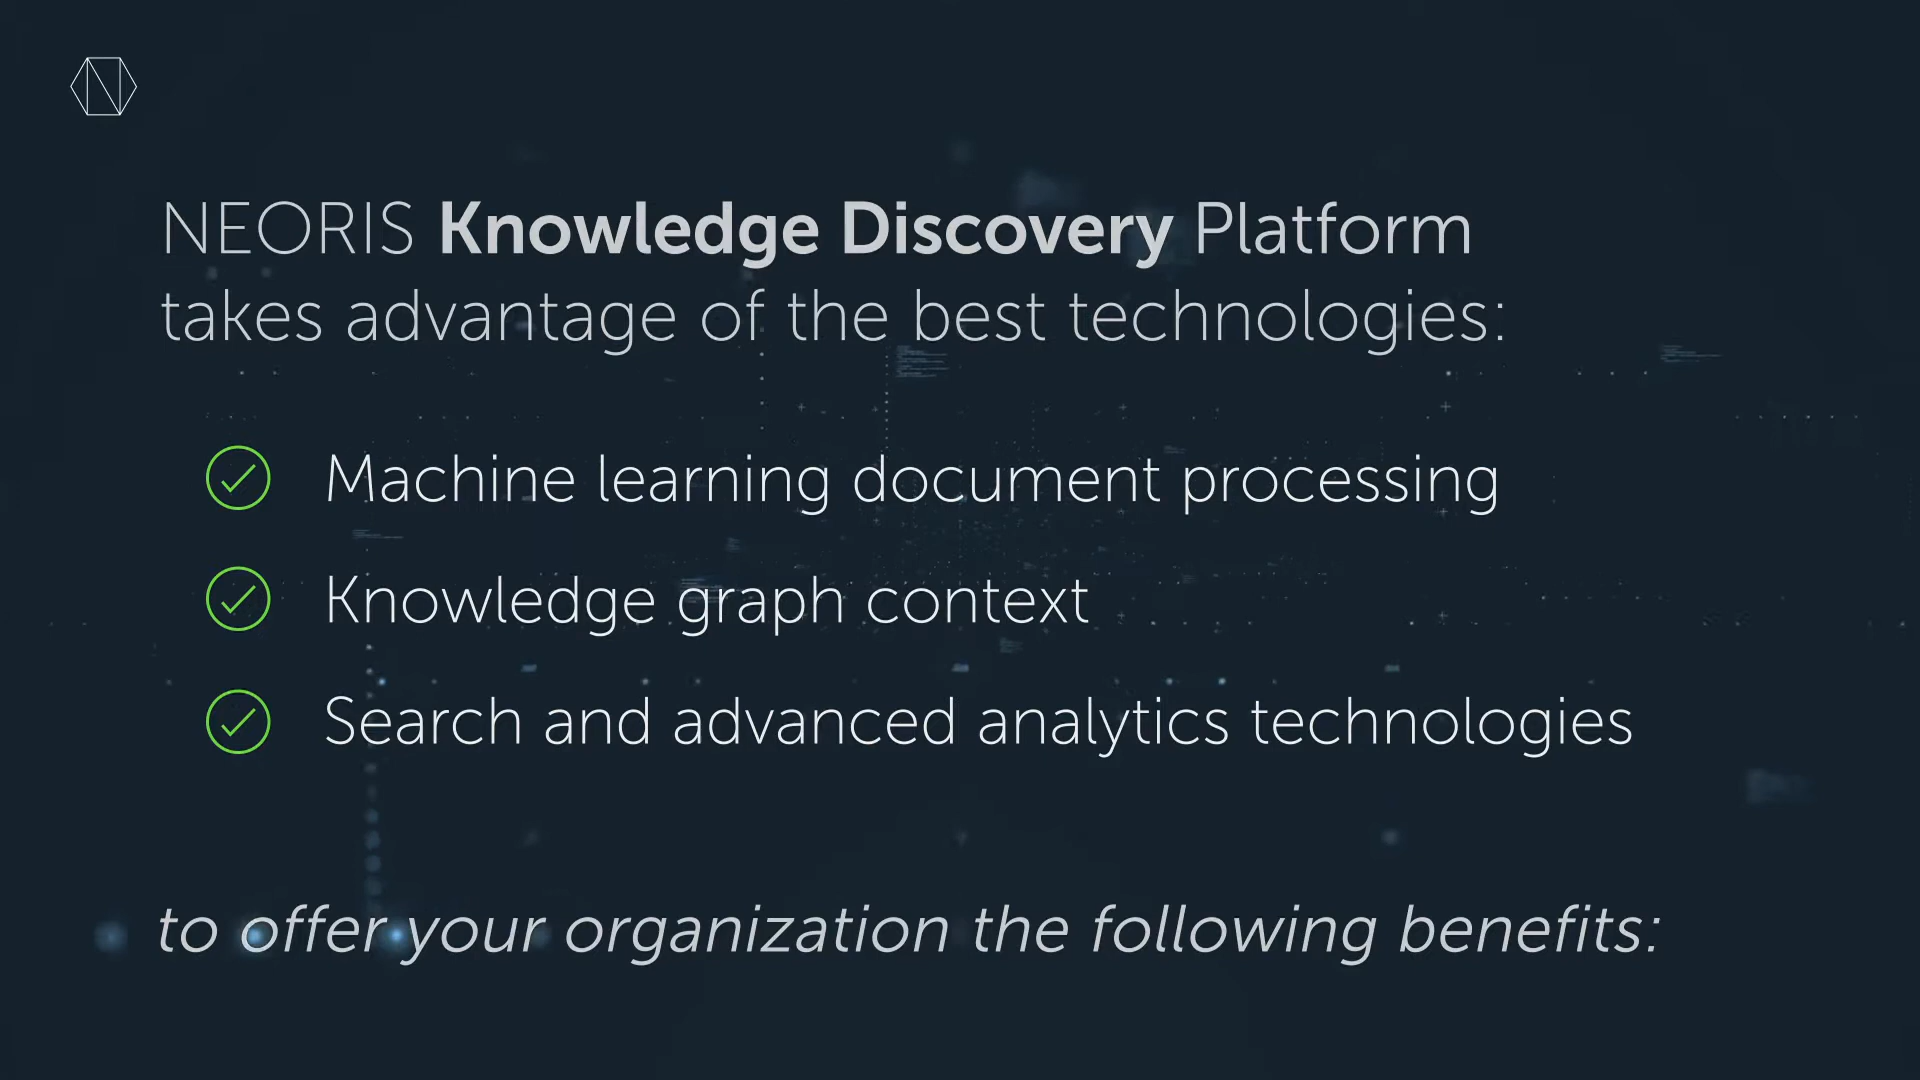 NEORIS Knowledge Discovery Platform
takes advantage of the best technologies:
Machine learning document processing
Knowledge graph context
Search and advanced analytics technologies
to offer your organization the following benefits: